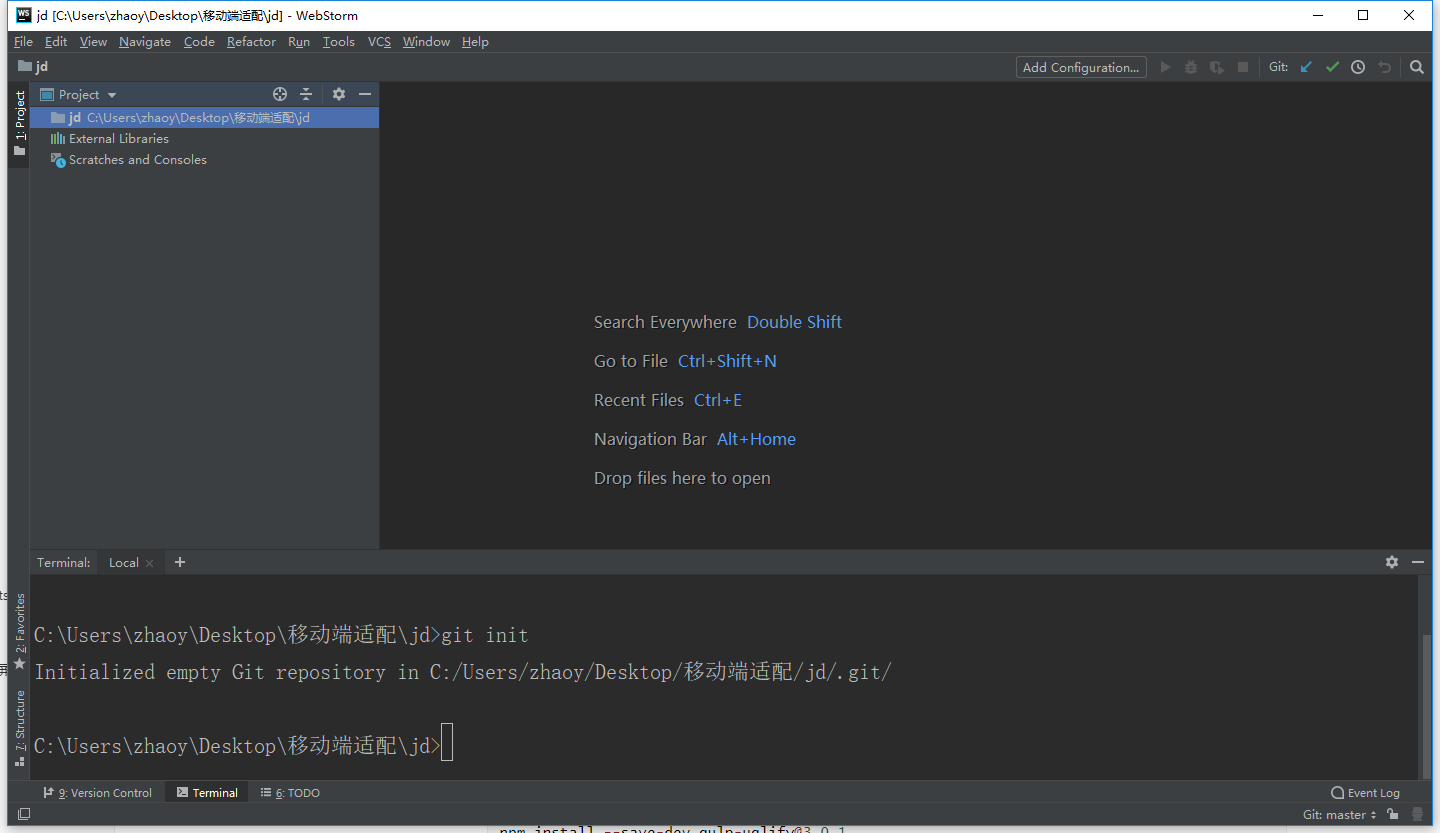 jd [C:\Users\zhaoy\Desktop\移动端适配\jd] - WebStorm
File Edit View Navigate Code Refactor Run Tools VCS Window Help
jd
Add Configuration...
Git:
1: Project
Project
jd C:\Users\zhaoy\Desktop\移动端适配\jd
External Libraries
Scratches and Consoles
Search Everywhere Double Shift
Go to File Ctrl+Shift+N
Recent Files Ctrl+E
Navigation Bar Alt+Home
Drop files here to open
Terminal: Local
2: Favorites
7: Structure
C:\Users\zhaoy\Desktop\移动端适配\jd>git init
Initialized empty Git repository in C:/Users/zhaoy/Desktop/移动端适配/jd/.git/
C:\Users\zhaoy\Desktop\移动端适配\jd>
9: Version Control
Terminal
6: TODO
Event Log
Git: master
npm install --save-dev gulp-uglify@3.0.1